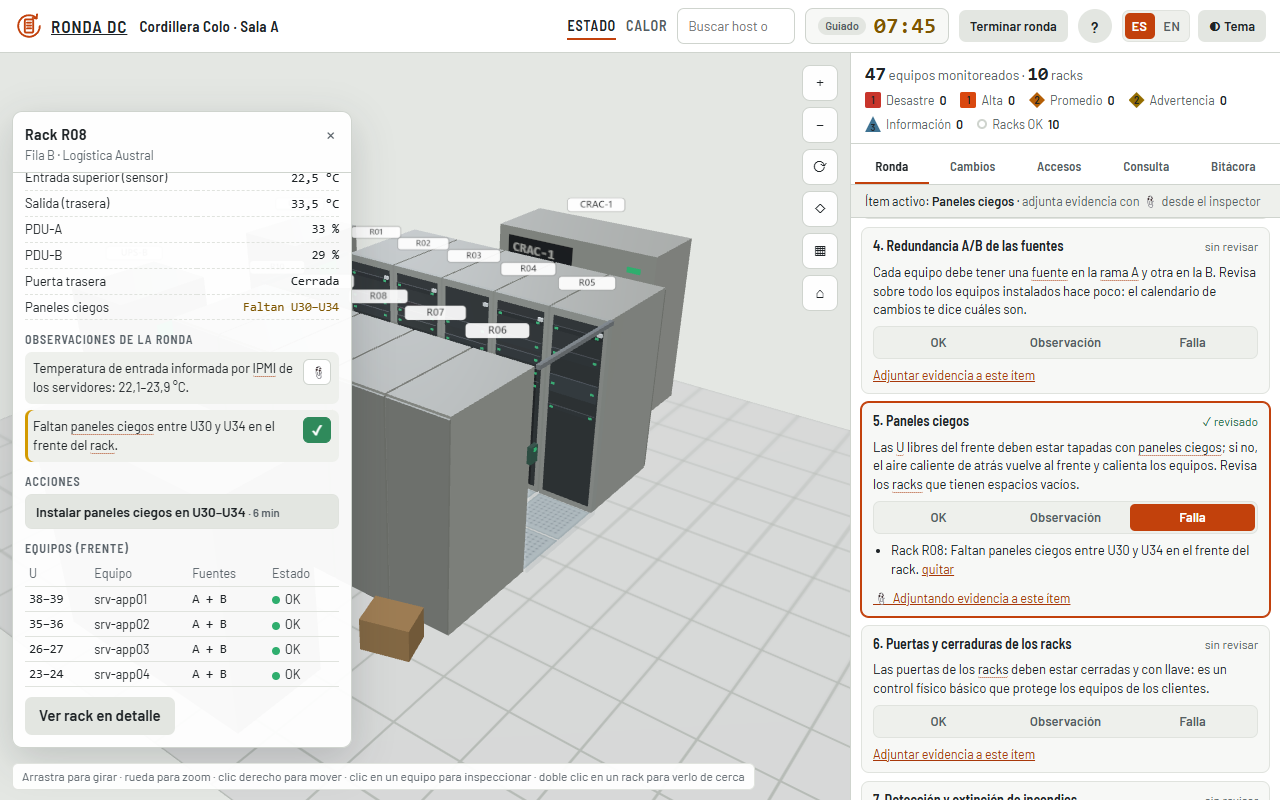 RONDA DC
Cordillera Colo · Sala A
ESTADO
CALOR
Buscar host o
Guiado
07:45
Terminar ronda
?
ES
EN
Tema
Rack R08
×
Fila B · Logística Austral
Entrada superior (sensor) 22,5 °C
Salida (trasera) 33,5 °C
PDU-A 33 %
PDU-B 29 %
Puerta trasera Cerrada
Paneles ciegos Faltan U30–U34
OBSERVACIONES DE LA RONDA
Temperatura de entrada informada por IPMI de
los servidores: 22,1–23,9 °C.
Faltan paneles ciegos entre U30 y U34 en el
frente del rack.
ACCIONES
Instalar paneles ciegos en U30–U34 · 6 min
EQUIPOS (FRENTE)
U Equipo Fuentes Estado
38–39 srv-app01 A + B OK
35–36 srv-app02 A + B OK
26–27 srv-app03 A + B OK
23–24 srv-app04 A + B OK
Ver rack en detalle
CRAC-1
CRAC-1
R01
R02
R03
R04
R05
R08
R07
R06
+
−
Arrastra para girar · rueda para zoom · clic derecho para mover · clic en un equipo para inspeccionar · doble clic en un rack para verlo de cerca
47 equipos monitoreados · 10 racks
1 Desastre 0
1 Alta 0
2 Promedio 0
2 Advertencia 0
Información 0
Racks OK 10
Ronda
Cambios
Accesos
Consulta
Bitácora
Ítem activo: Paneles ciegos · adjunta evidencia con desde el inspector
4. Redundancia A/B de las fuentes
sin revisar
Cada equipo debe tener una fuente en la rama A y otra en la B. Revisa
sobre todo los equipos instalados hace poco: el calendario de
cambios te dice cuáles son.
OK
Observación
Falla
Adjuntar evidencia a este ítem
5. Paneles ciegos
✓ revisado
Las U libres del frente deben estar tapadas con paneles ciegos; si no,
el aire caliente de atrás vuelve al frente y calienta los equipos. Revisa
los racks que tienen espacios vacíos.
OK
Observación
Falla
• Rack R08: Faltan paneles ciegos entre U30 y U34 en el frente del
rack. quitar
Adjuntando evidencia a este ítem
6. Puertas y cerraduras de los racks
sin revisar
Las puertas de los racks deben estar cerradas y con llave: es un
control físico básico que protege los equipos de los clientes.
OK
Observación
Falla
Adjuntar evidencia a este ítem
7. Detección y extinción de incendios
sin revisar